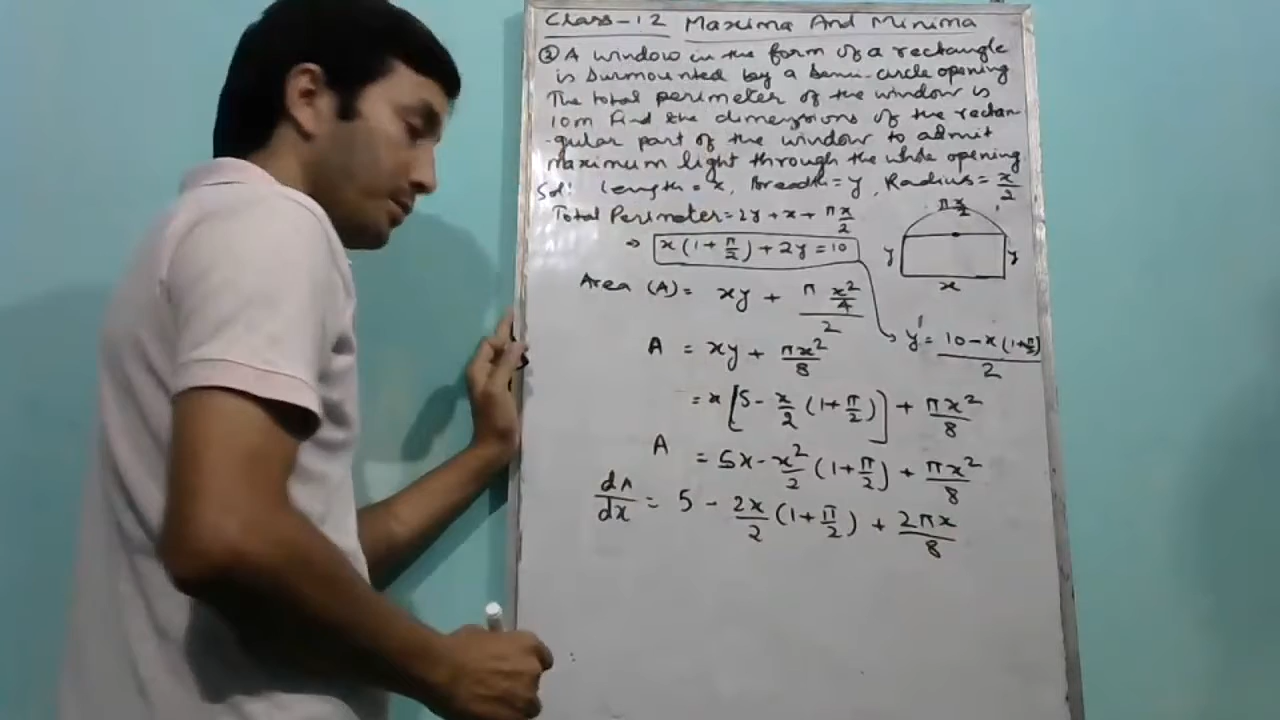 Class-12 Maxima And Minima
② A window in the form of a rectangle
is surmounted by a semi-circle opening
The total perimeter of the window is
10m Find the dimensions of the rectan
-gular part of the window to admit
maximum light through the whole opening
Sol: Length = x, Breadth = y, Radius = x/2
Total Perimeter = 2y + x + πx/2
⇒ x(1+π/2) + 2y = 10
πx/2
y
y
x
Area (A) = xy + (π x²/4)/2
y = (10-x(1+π/2))/2
A = xy + πx²/8
= x[5 - x/2(1+π/2)] + πx²/8
A = 5x - x²/2(1+π/2) + πx²/8
dA/dx = 5 - 2x/2(1+π/2) + 2πx/8